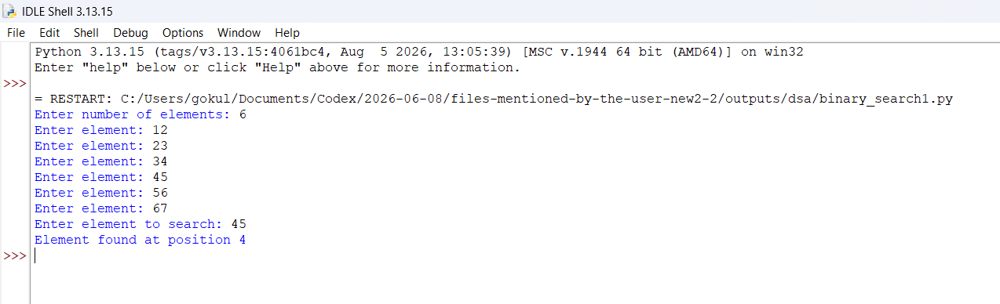 IDLE Shell 3.13.15
File Edit Shell Debug Options Window Help
Python 3.13.15 (tags/v3.13.15:4061bc4, Aug  5 2026, 13:05:39) [MSC v.1944 64 bit (AMD64)] on win32
Enter "help" below or click "Help" above for more information.
>>>
= RESTART: C:/Users/gokul/Documents/Codex/2026-06-08/files-mentioned-by-the-user-new2-2/outputs/dsa/binary_search1.py
Enter number of elements: 6
Enter element: 12
Enter element: 23
Enter element: 34
Enter element: 45
Enter element: 56
Enter element: 67
Enter element to search: 45
Element found at position 4
>>>